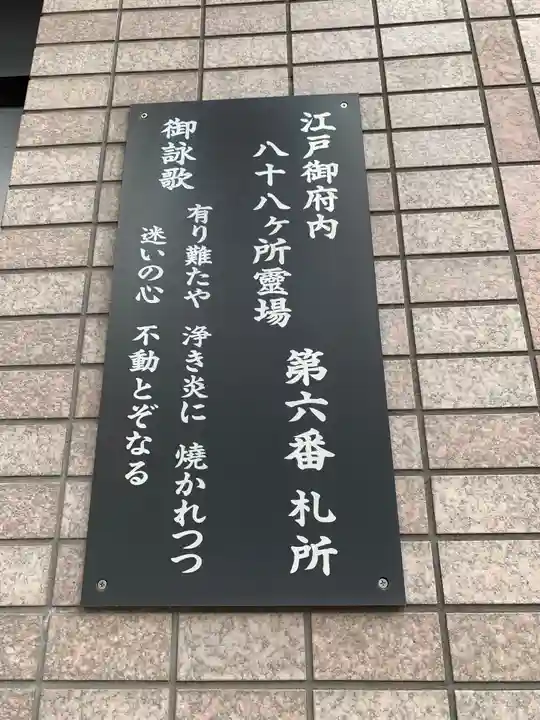 江戸御府内
八十八ヶ所靈場
第六番札所
御詠歌
有り難たや 浄き炎に 燒かれつつ
迷いの心 不動とぞなる